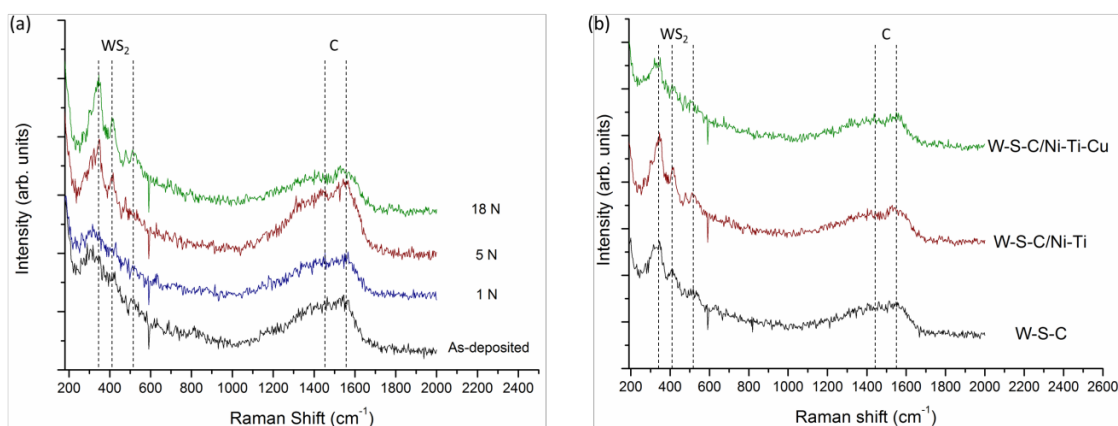 (a)
WS₂
C
Intensity (arb. units)
18 N
5 N
1 N
As-deposited
200 400 600 800 1000 1200 1400 1600 1800 2000 2200 2400
Raman Shift (cm⁻¹)
(b)
WS₂
C
Intensity (arb. units)
W-S-C/Ni-Ti-Cu
W-S-C/Ni-Ti
W-S-C
200 400 600 800 1000 1200 1400 1600 1800 2000 2200 2400 2600
Raman shift (cm⁻¹)